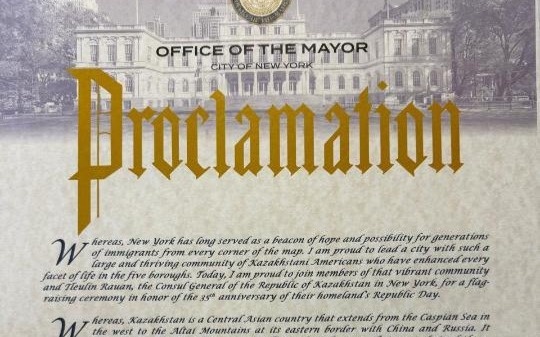 OFFICE OF THE MAYOR
CITY OF NEW YORK
Proclamation
Whereas, New York has long served as a beacon of hope and possibility for generations
of immigrants from every corner of the map. I am proud to lead a city with such a
large and thriving community of Kazakhstani Americans who have enhanced every
facet of life in the five boroughs. Today, I am proud to join members of that vibrant community
and Tleulin Rauan, the Consul General of the Republic of Kazakhstan in New York, for a flag-
raising ceremony in honor of the 35th anniversary of their homeland's Republic Day.
Whereas, Kazakhstan is a Central Asian country that extends from the Caspian Sea in
the west to the Altai Mountains at its eastern border with China and Russia. It